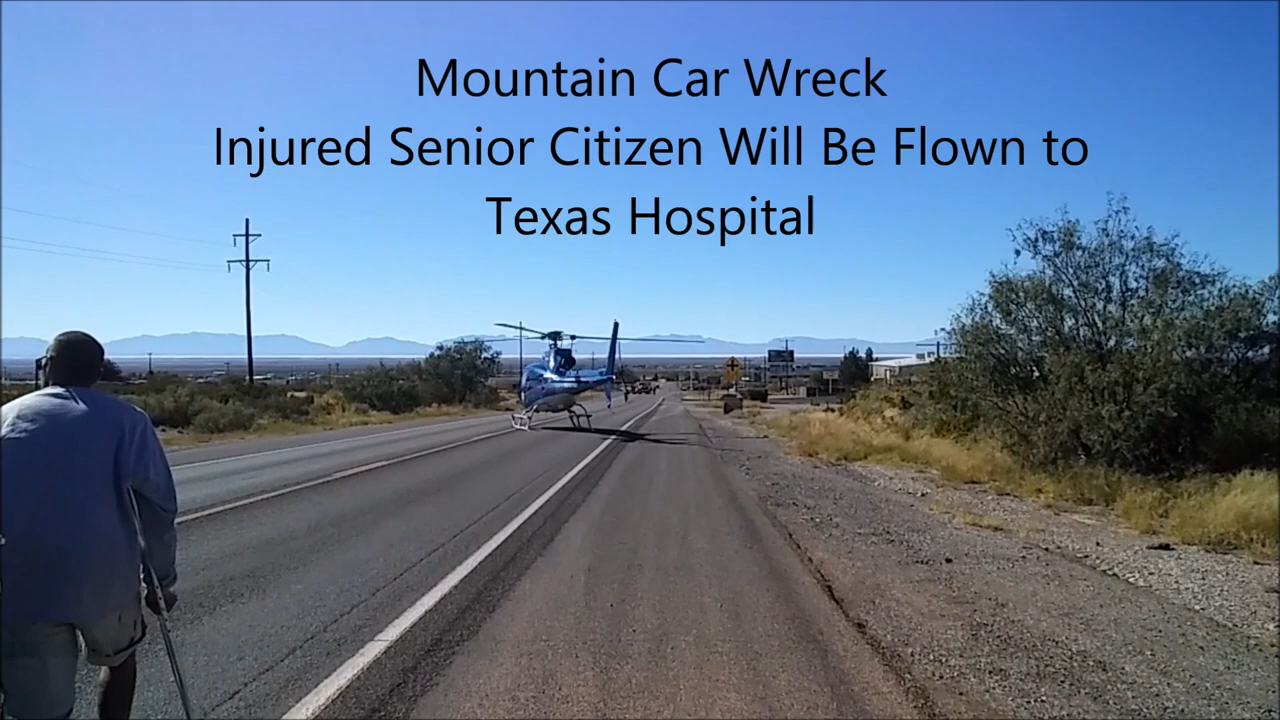 Mountain Car Wreck
Injured Senior Citizen Will Be Flown to
Texas Hospital